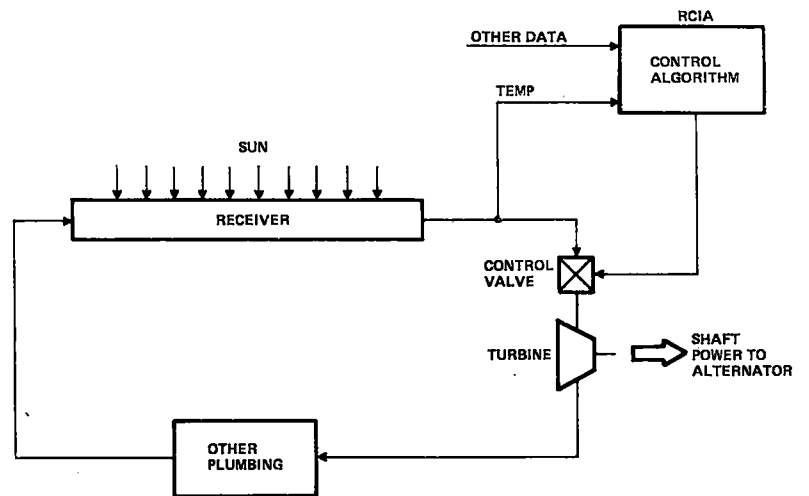 RCIA
OTHER DATA
CONTROL
ALGORITHM
TEMP
SUN
RECEIVER
CONTROL
VALVE
TURBINE
SHAFT
POWER TO
ALTERNATOR
OTHER
PLUMBING